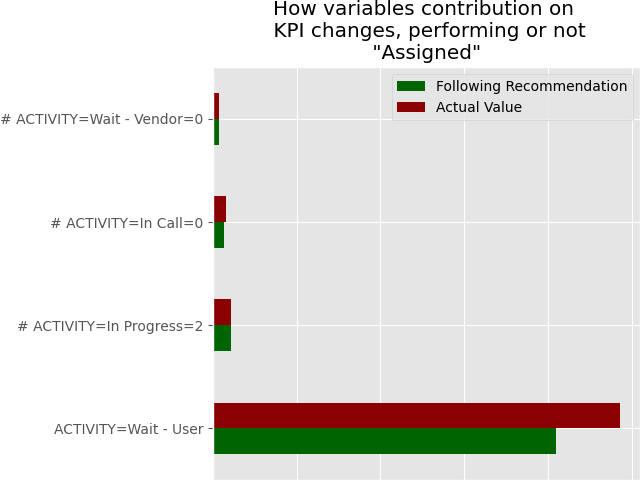 How variables contribution on
KPI changes, performing or not
"Assigned"
Following Recommendation
Actual Value
# ACTIVITY=Wait - Vendor=0
# ACTIVITY=In Call=0
# ACTIVITY=In Progress=2
ACTIVITY=Wait - User